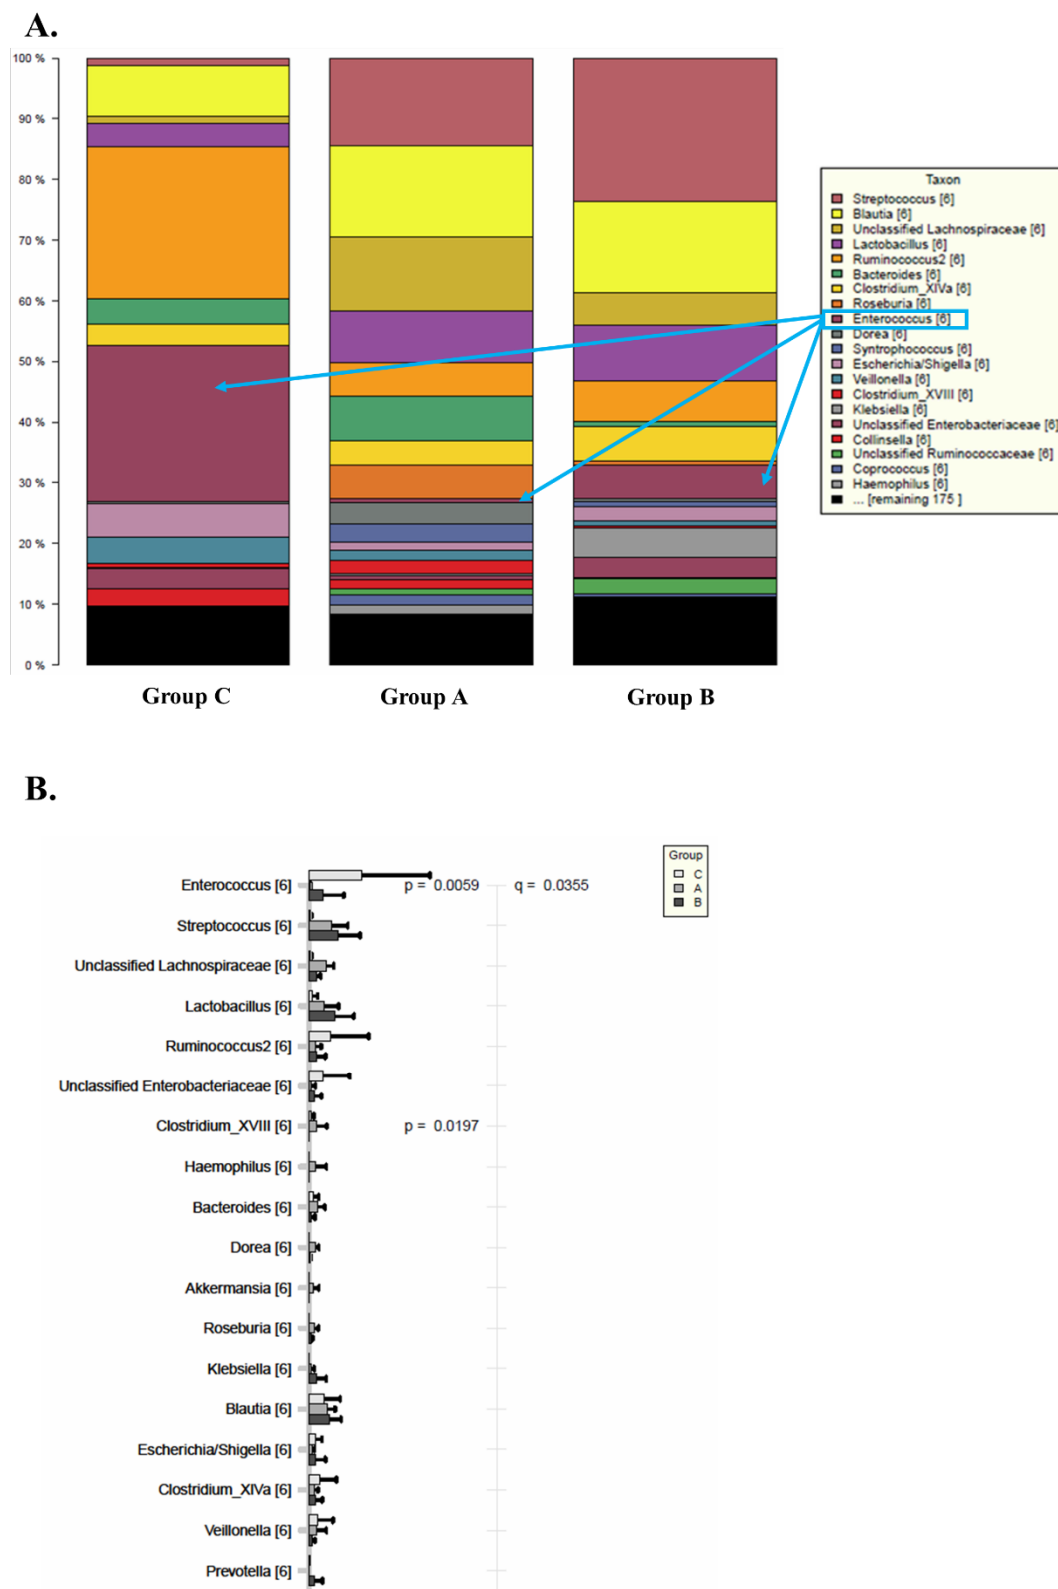 A.
100 %
90 %
80 %
70 %
60 %
50 %
40 %
30 %
20 %
10 %
0 %
Group C
Group A
Group B
Taxon
Streptococcus [6]
Blautia [6]
Unclassified Lachnospiraceae [6]
Lactobacillus [6]
Ruminococcus2 [6]
Bacteroides [6]
Clostridium_XIVa [6]
Roseburia [6]
Enterococcus [6]
Dorea [6]
Syntrophococcus [6]
Escherichia/Shigella [6]
Veillonella [6]
Clostridium_XVIII [6]
Klebsiella [6]
Unclassified Enterobacteriaceae [6]
Collinsella [6]
Unclassified Ruminococcaceae [6]
Coprococcus [6]
Haemophilus [6]
... [remaining 175 ]
B.
Group
C
A
B
Enterococcus [6] p = 0.0059 q = 0.0355
Streptococcus [6]
Unclassified Lachnospiraceae [6]
Lactobacillus [6]
Ruminococcus2 [6]
Unclassified Enterobacteriaceae [6]
Clostridium_XVIII [6] p = 0.0197
Haemophilus [6]
Bacteroides [6]
Dorea [6]
Akkermansia [6]
Roseburia [6]
Klebsiella [6]
Blautia [6]
Escherichia/Shigella [6]
Clostridium_XIVa [6]
Veillonella [6]
Prevotella [6]